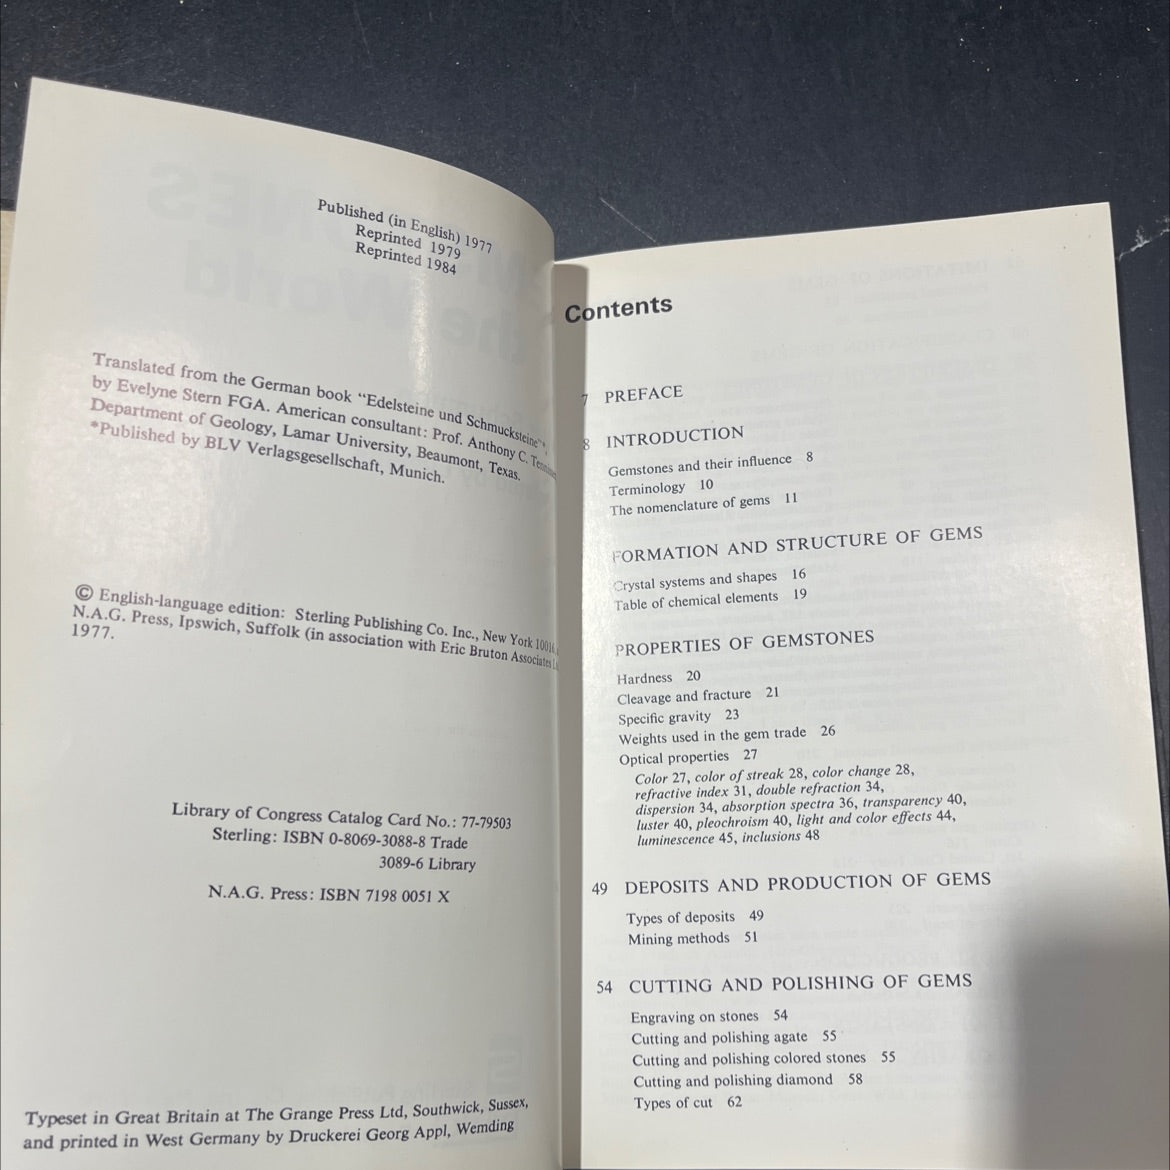 Published (in English) 1977
Reprinted 1979
Reprinted 1984
Translated from the German book “Edelsteine und Schmucksteine”*,
by Evelyne Stern FGA. American consultant: Prof. Anthony C.
Department of Geology, Lamar University, Beaumont, Texas.
*Published by BLV Verlagsgesellschaft, Munich.
© English-language edition: Sterling Publishing Co. Inc., New York 10016,
N.A.G. Press, Ipswich, Suffolk (in association with Eric Bruton Associates
1977.
Library of Congress Catalog Card No.: 77-79503
Sterling: ISBN 0-8069-3088-8 Trade
3089-6 Library
N.A.G. Press: ISBN 7198 0051 X
Typeset in Great Britain at The Grange Press Ltd, Southwick, Sussex,
and printed in West Germany by Druckerei Georg Appl, Wemding
Contents
7 PREFACE
8 INTRODUCTION
Gemstones and their influence 8
Terminology 10
The nomenclature of gems 11
FORMATION AND STRUCTURE OF GEMS
Crystal systems and shapes 16
Table of chemical elements 19
PROPERTIES OF GEMSTONES
Hardness 20
Cleavage and fracture 21
Specific gravity 23
Weights used in the gem trade 26
Optical properties 27
Color 27, color of streak 28, color change 28,
refractive index 31, double refraction 34,
dispersion 34, absorption spectra 36, transparency 40,
luster 40, pleochroism 40, light and color effects 44,
luminescence 45, inclusions 48
49 DEPOSITS AND PRODUCTION OF GEMS
Types of deposits 49
Mining methods 51
54 CUTTING AND POLISHING OF GEMS
Engraving on stones 54
Cutting and polishing agate 55
Cutting and polishing colored stones 55
Cutting and polishing diamond 58
Types of cut 62